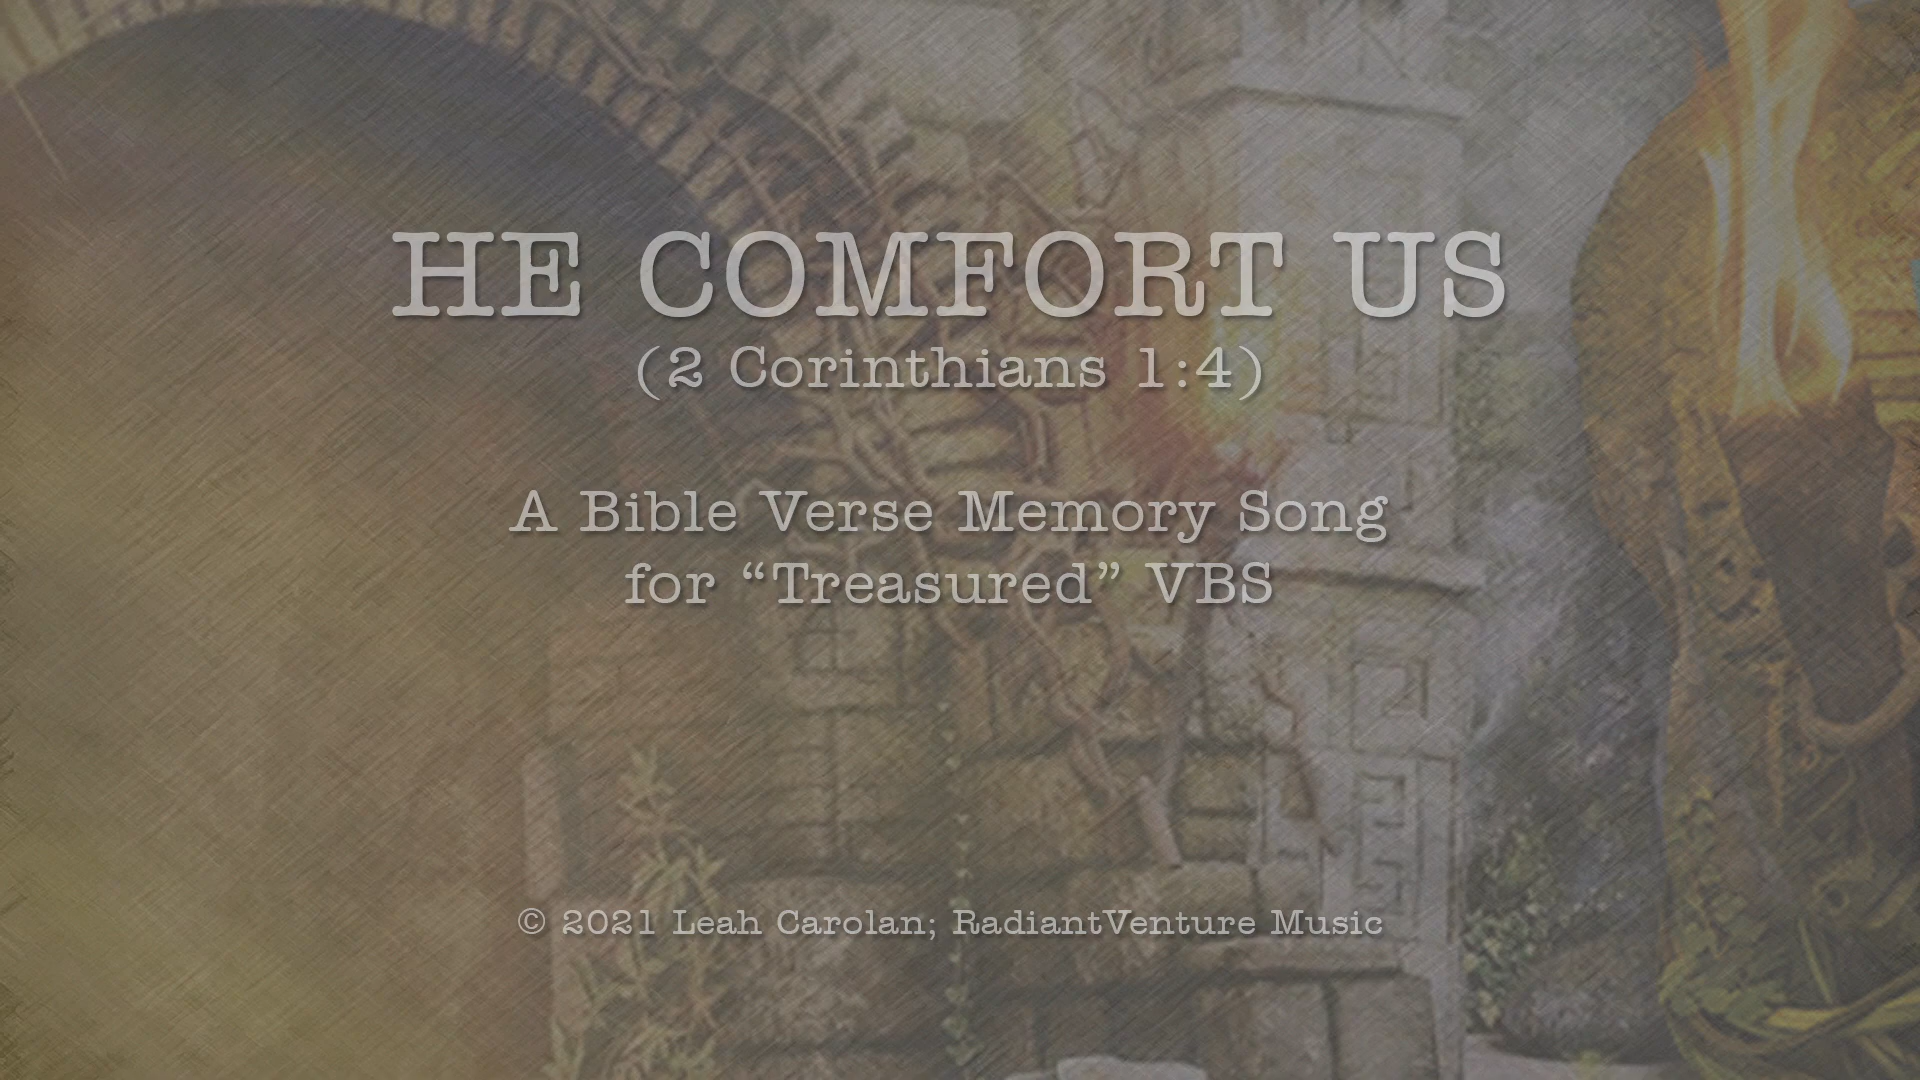 HE COMFORT US
(2 Corinthians 1:4)
A Bible Verse Memory Song
for “Treasured” VBS
© 2021 Leah Carolan; RadiantVenture Music